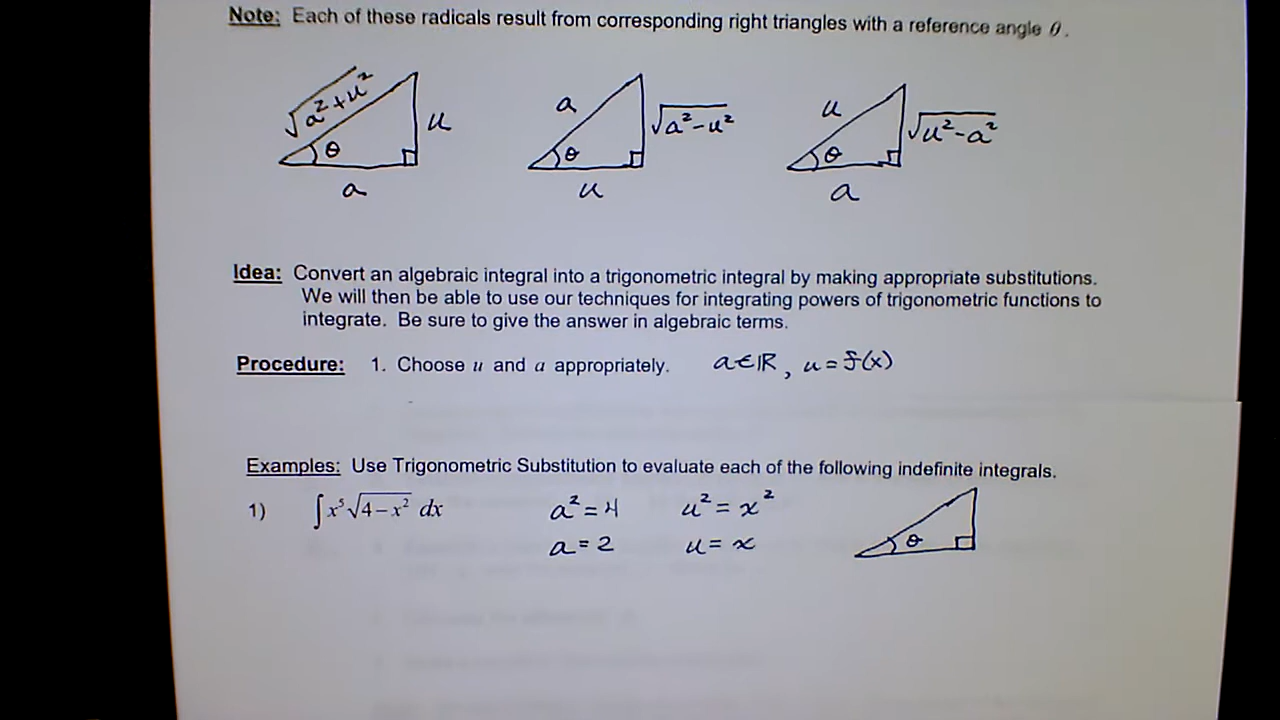 Note: Each of these radicals result from corresponding right triangles with a reference angle θ.
√a²+u² u θ a
a √a²-u² θ u
u √u²-a² θ a
Idea: Convert an algebraic integral into a trigonometric integral by making appropriate substitutions.
We will then be able to use our techniques for integrating powers of trigonometric functions to
integrate. Be sure to give the answer in algebraic terms.
Procedure: 1. Choose u and a appropriately. a∈ℝ, u=f(x)
Examples: Use Trigonometric Substitution to evaluate each of the following indefinite integrals.
1) ∫x⁵√4-x² dx a²=4 u²=x²
a=2 u=x θ